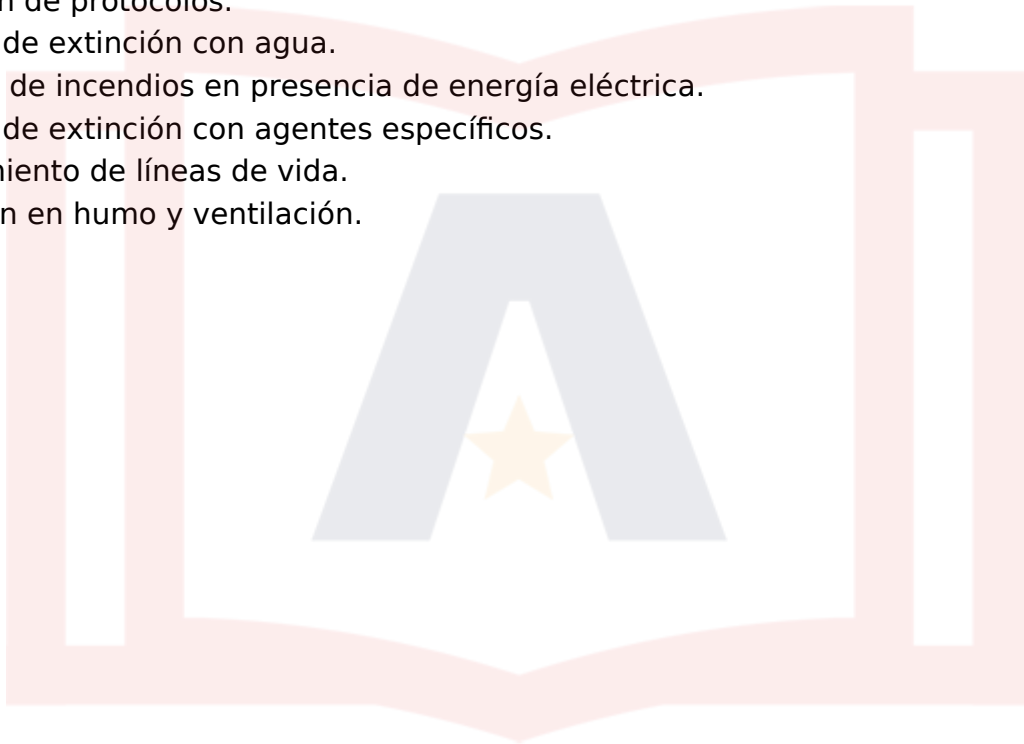 de protocolos.
de extinción con agua.
de incendios en presencia de energía eléctrica.
de extinción con agentes específicos.
de líneas de vida.
en humo y ventilación.